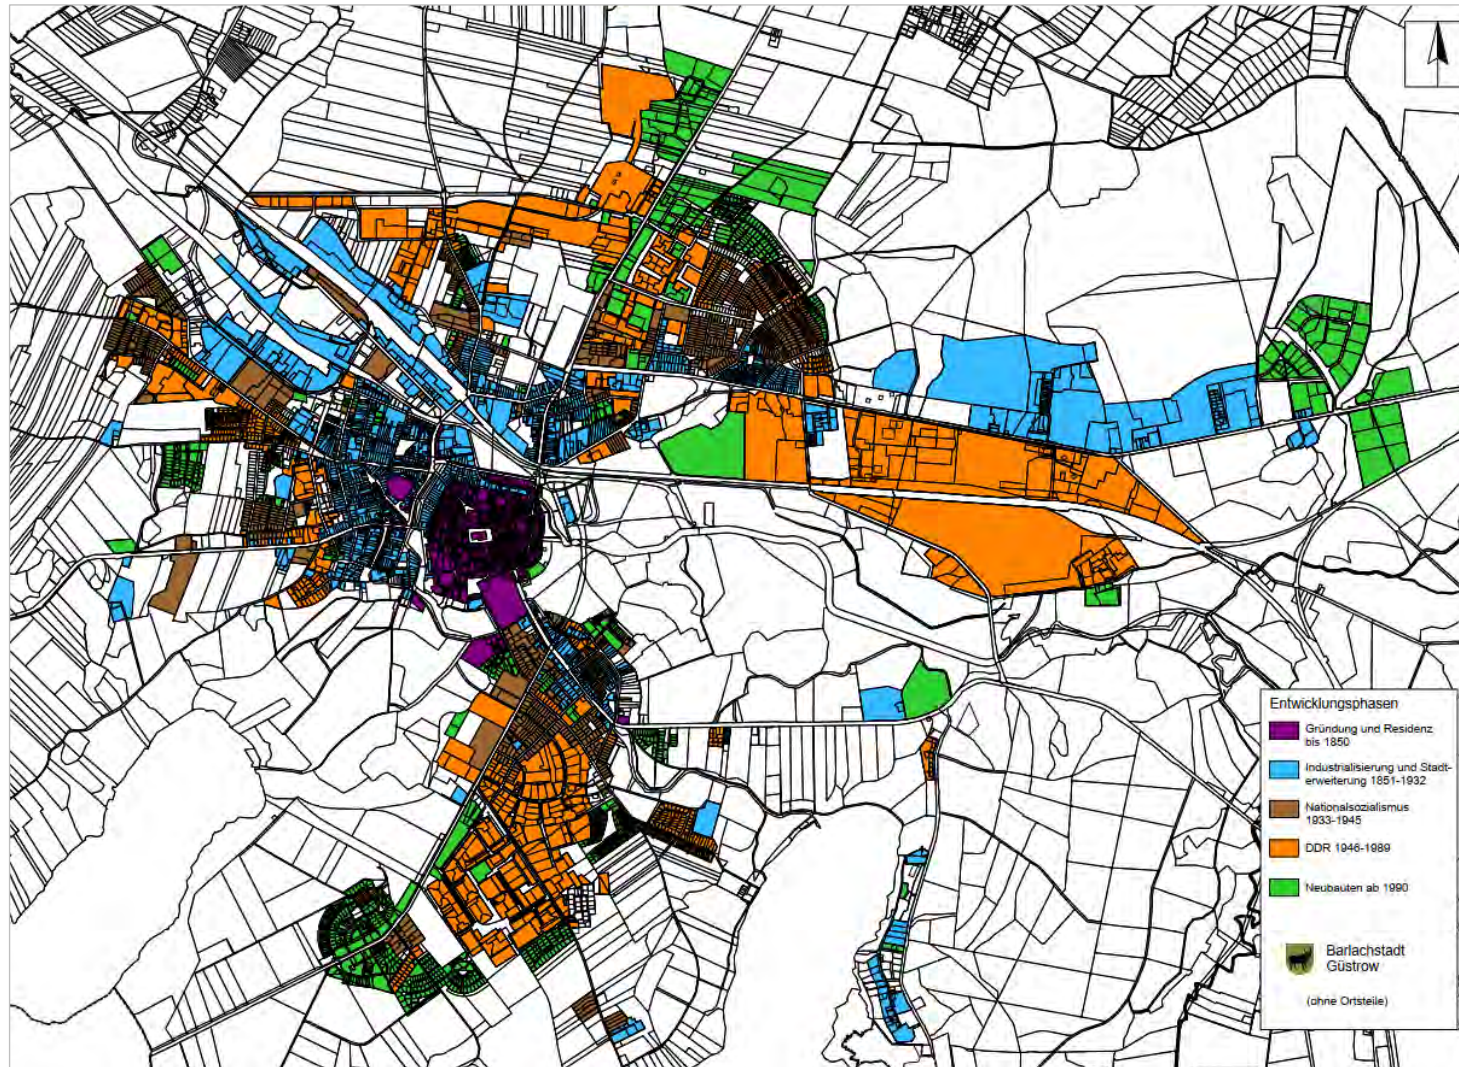 Entwicklungsphasen
Gründung und Residenz
bis 1850
Industrialisierung und Stadt-
erweiterung 1851-1932
Nationalsozialismus
1933-1945
DDR 1946-1989
Neubauten ab 1990
Barlachstadt
Güstrow
(ohne Ortsteile)